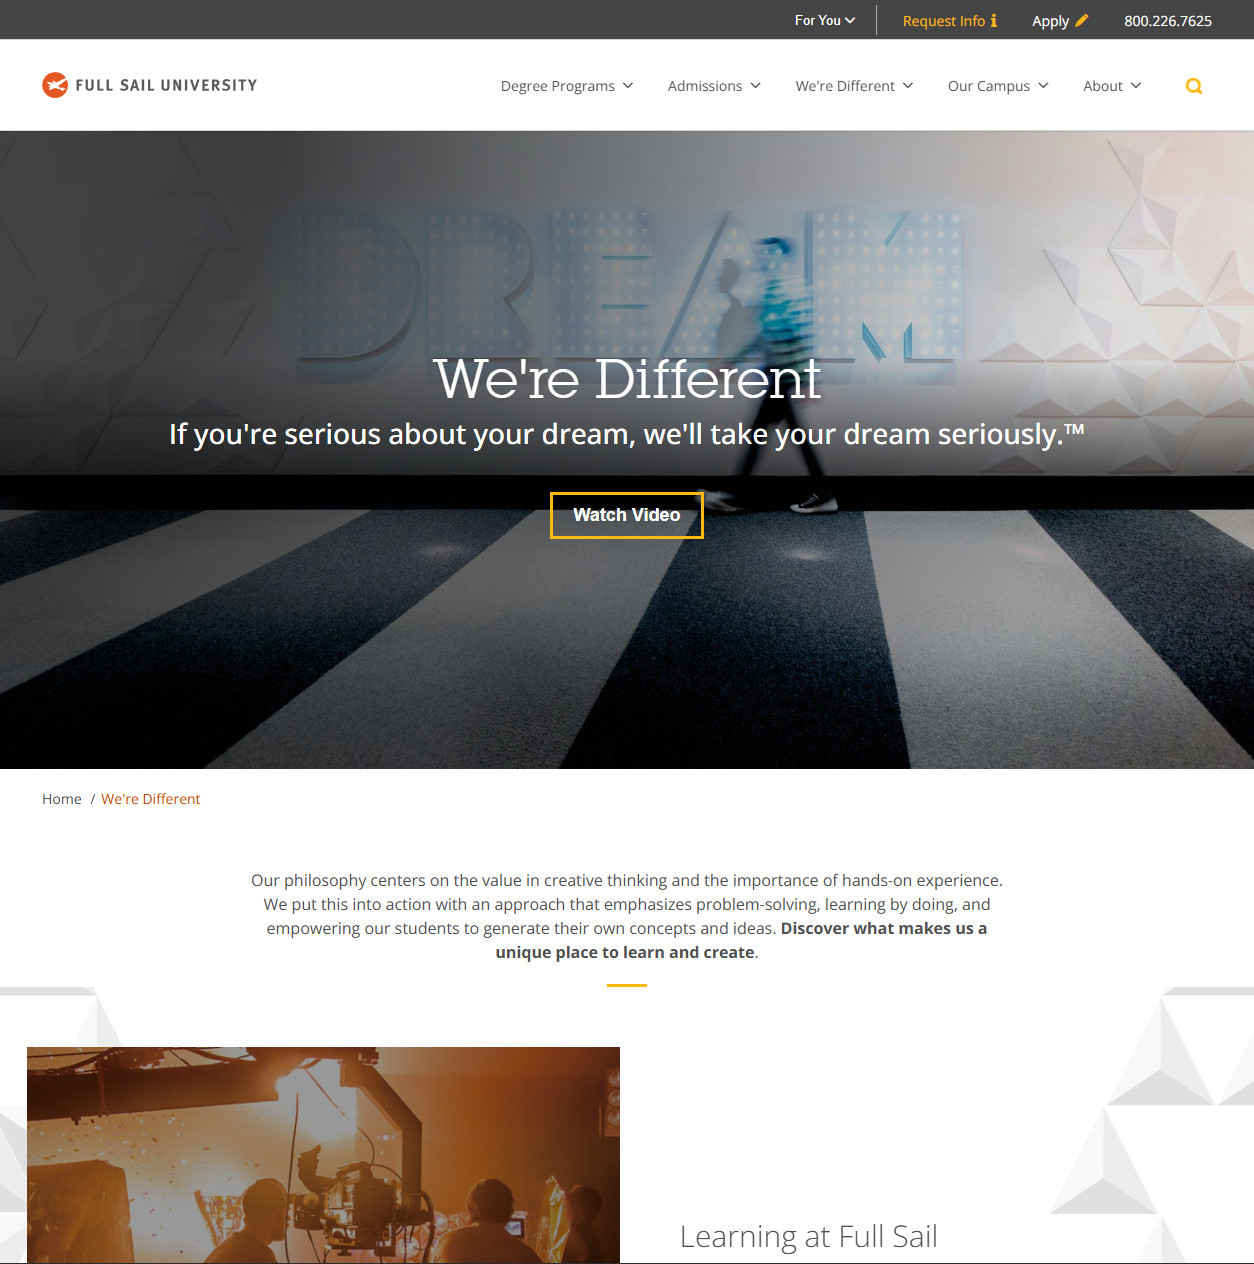 For You
Request Info
Apply
800.226.7625
FULL SAIL UNIVERSITY
Degree Programs
Admissions
We're Different
Our Campus
About
DREAM
We're Different
If you're serious about your dream, we'll take your dream seriously.™
Watch Video
Home / We're Different
Our philosophy centers on the value in creative thinking and the importance of hands-on experience.
We put this into action with an approach that emphasizes problem-solving, learning by doing, and
empowering our students to generate their own concepts and ideas. Discover what makes us a
unique place to learn and create.
Learning at Full Sail